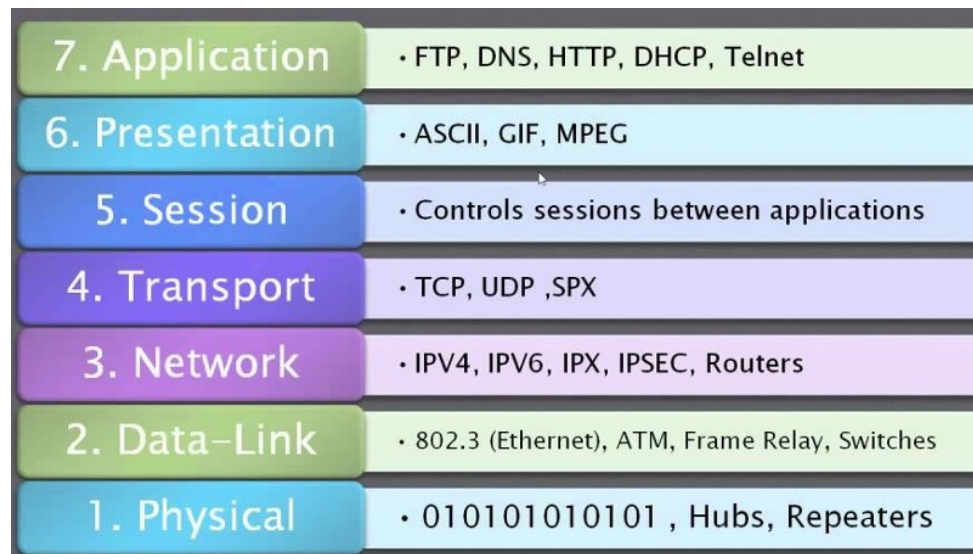 7. Application
· FTP, DNS, HTTP, DHCP, Telnet
6. Presentation
· ASCII, GIF, MPEG
5. Session
· Controls sessions between applications
4. Transport
· TCP, UDP ,SPX
3. Network
· IPV4, IPV6, IPX, IPSEC, Routers
2. Data-Link
· 802.3 (Ethernet), ATM, Frame Relay, Switches
1. Physical
· 010101010101 , Hubs, Repeaters